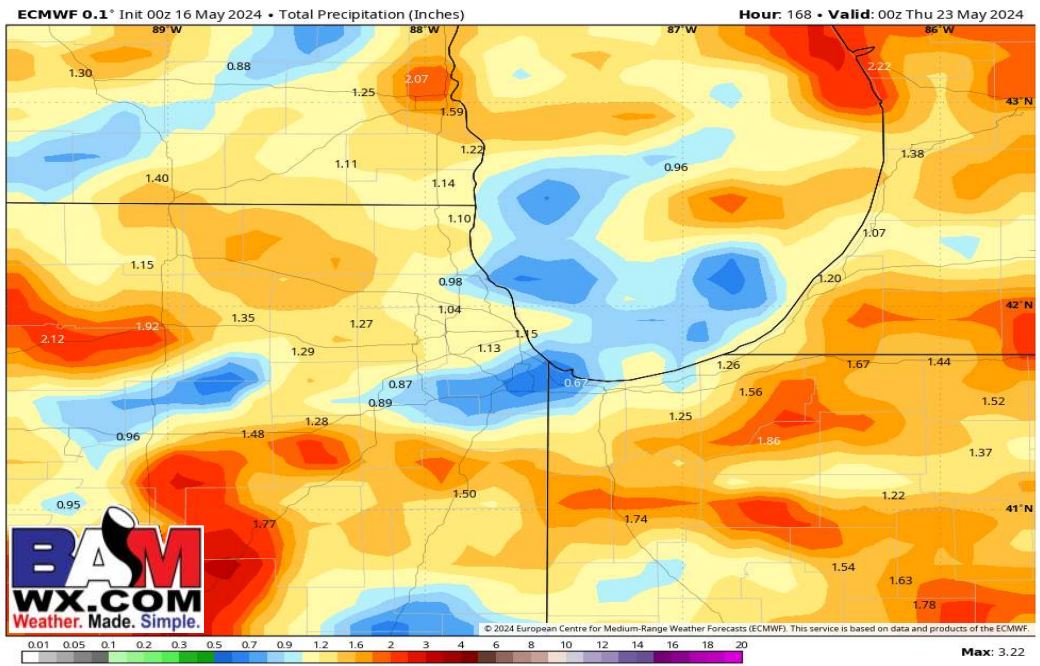 ECMWF 0.1° Init 00z 16 May 2024 • Total Precipitation (Inches)
Hour: 168 • Valid: 00z Thu 23 May 2024
89°W 88°W 87°W 86°W
1.30 0.88 2.07 2.22
1.25
1.59 43°N
1.22 1.38
1.11 0.96
1.40 1.14
1.10
1.07
1.15
0.98 1.20
1.04 42°N
1.35 1.27
1.92 1.15
2.12
1.29 1.13
1.26 1.67 1.44
0.87 0.67
0.89 1.56 1.52
1.28 1.25
0.96 1.48 1.86
1.37
1.50 1.22
0.95 41°N
1.77 1.74
1.54
1.63
1.78
BAM
WX.COM
Weather. Made. Simple.
© 2024 European Centre for Medium-Range Weather Forecasts (ECMWF). This service is based on data and products of the ECMWF.
0.01 0.05 0.1 0.2 0.3 0.5 0.7 0.9 1.2 1.6 2 3 4 6 8 10 12 14 16 18 20
Max: 3.22